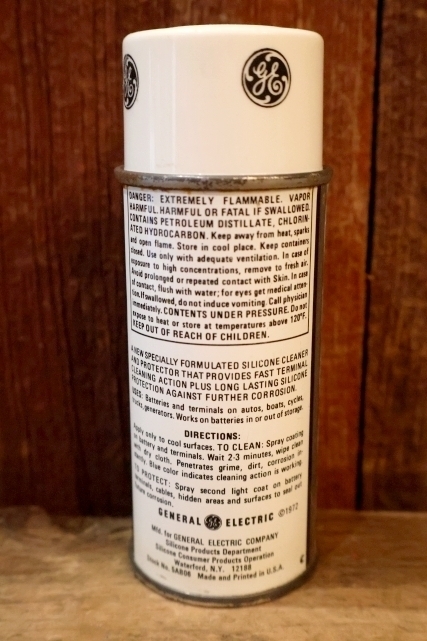 GE
DANGER: EXTREMELY FLAMMABLE. VAPOR
HARMFUL. HARMFUL OR FATAL IF SWALLOWED.
CONTAINS PETROLEUM DISTILLATE, CHLORIN-
ATED HYDROCARBON. Keep away from heat, sparks
and open flame. Store in cool place. Keep containers
closed. Use only with adequate ventilation. In case of
exposure to high concentrations, remove to fresh air.
Avoid prolonged or repeated contact with Skin. In case
of contact, flush with water; for eyes get medical atten-
tion. If swallowed, do not induce vomiting. Call physician
immediately. CONTENTS UNDER PRESSURE. Do not
expose to heat or store at temperatures above 120°F.
KEEP OUT OF REACH OF CHILDREN.
A NEW SPECIALLY FORMULATED SILICONE CLEANER
AND PROTECTOR THAT PROVIDES FAST TERMINAL
CLEANING ACTION PLUS LONG LASTING SILICONE
PROTECTION AGAINST FURTHER CORROSION.
USES: Batteries and terminals on autos, boats, cycles,
trucks, generators. Works on batteries in or out of storage.
DIRECTIONS:
Apply only to cool surfaces. TO CLEAN: Spray coating
on battery and terminals. Wait 2-3 minutes, wipe clean
with dry cloth. Penetrates grime, dirt, corrosion in-
stantly. Blue color indicates cleaning action is working.
TO PROTECT: Spray second light coat on battery
terminals, cables, hidden areas and surfaces to seal out
future corrosion.
GENERAL GE ELECTRIC ©1972
Mfd. for GENERAL ELECTRIC COMPANY
Silicone Products Department
Silicone Consumer Products Operation
Waterford, N.Y. 12188
Stock No. SAB06 Made and Printed in U.S.A.